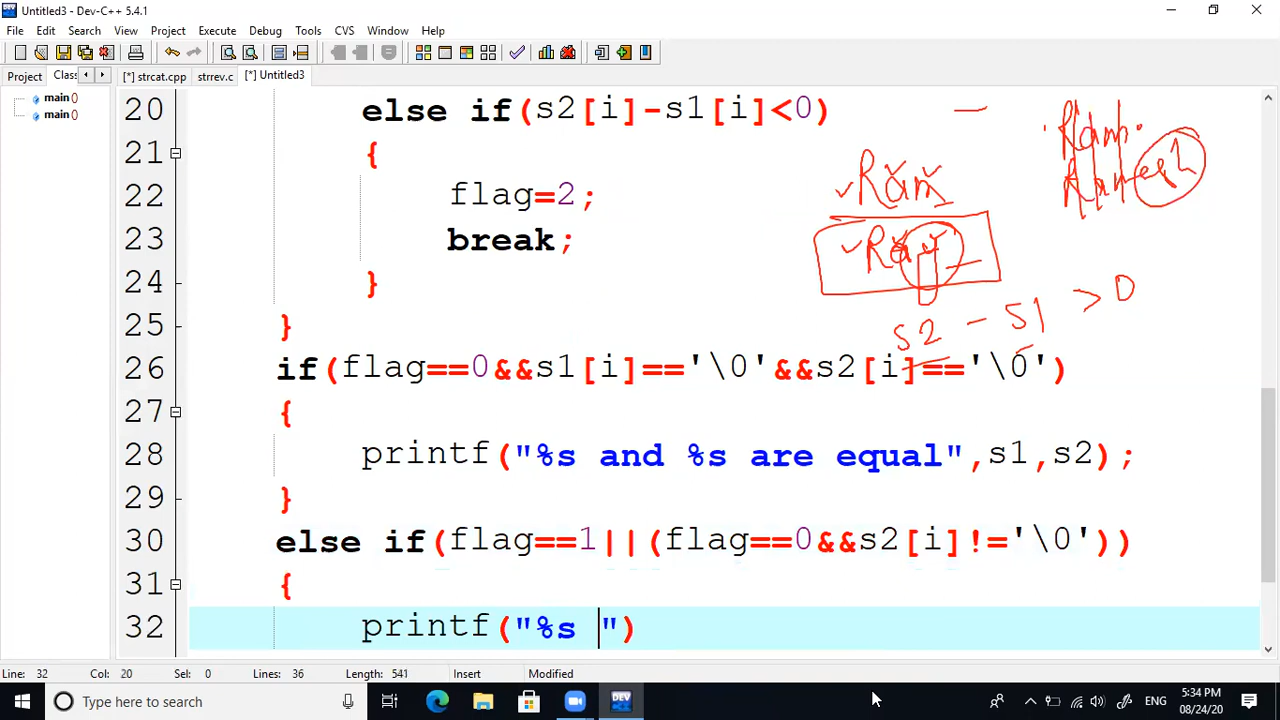 Untitled3 - Dev-C++ 5.4.1
File Edit Search View Project Execute Debug Tools CVS Window Help
Project Class [*] strcat.cpp strrev.c [*] Untitled3
main ()
main ()
20 else if(s2[i]-s1[i]<0)
21 {
22 flag=2;
23 break;
24 }
25 }
26 if(flag==0&&s1[i]=='\0'&&s2[i]=='\0')
27 {
28 printf("%s and %s are equal",s1,s2);
29 }
30 else if(flag==1||(flag==0&&s2[i]!='\0'))
31 {
32 printf("%s ")
Ram
Ramesh
Ram
s2 - s1 > 0
Line: 32 Col: 20 Sel: 0 Lines: 36 Length: 541 Insert Modified
Type here to search
DEV
ENG
5:34 PM
08/24/20